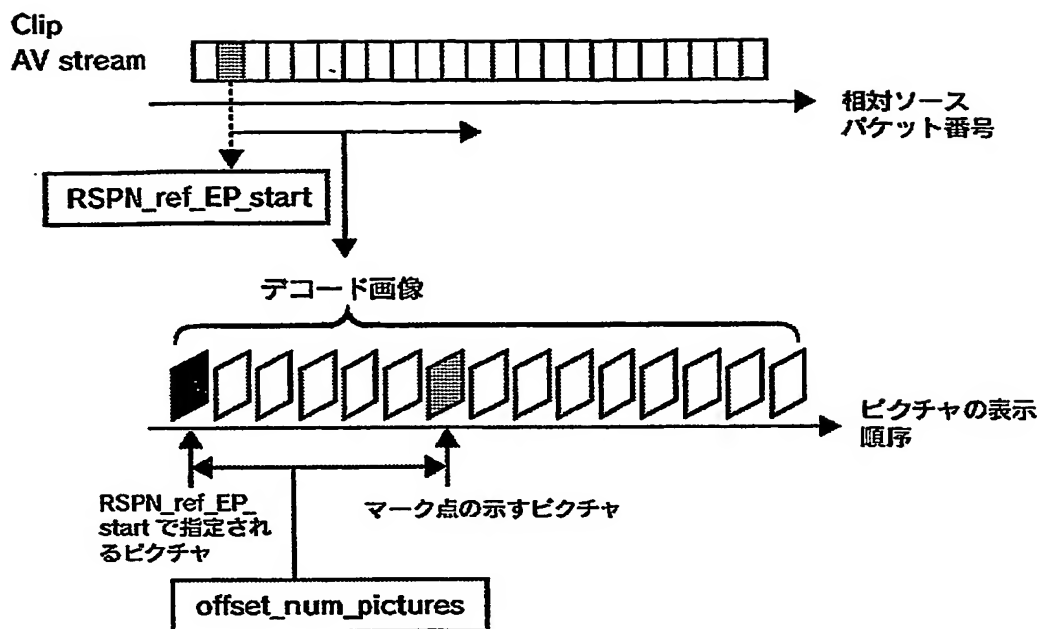 Clip
AV stream
相対ソース
パケット番号
RSPN_ref_EP_start
デコード画像
ピクチャの表示
順序
RSPN_ref_EP_
start で指定され
るピクチャ
マーク点の示すピクチャ
offset_num_pictures